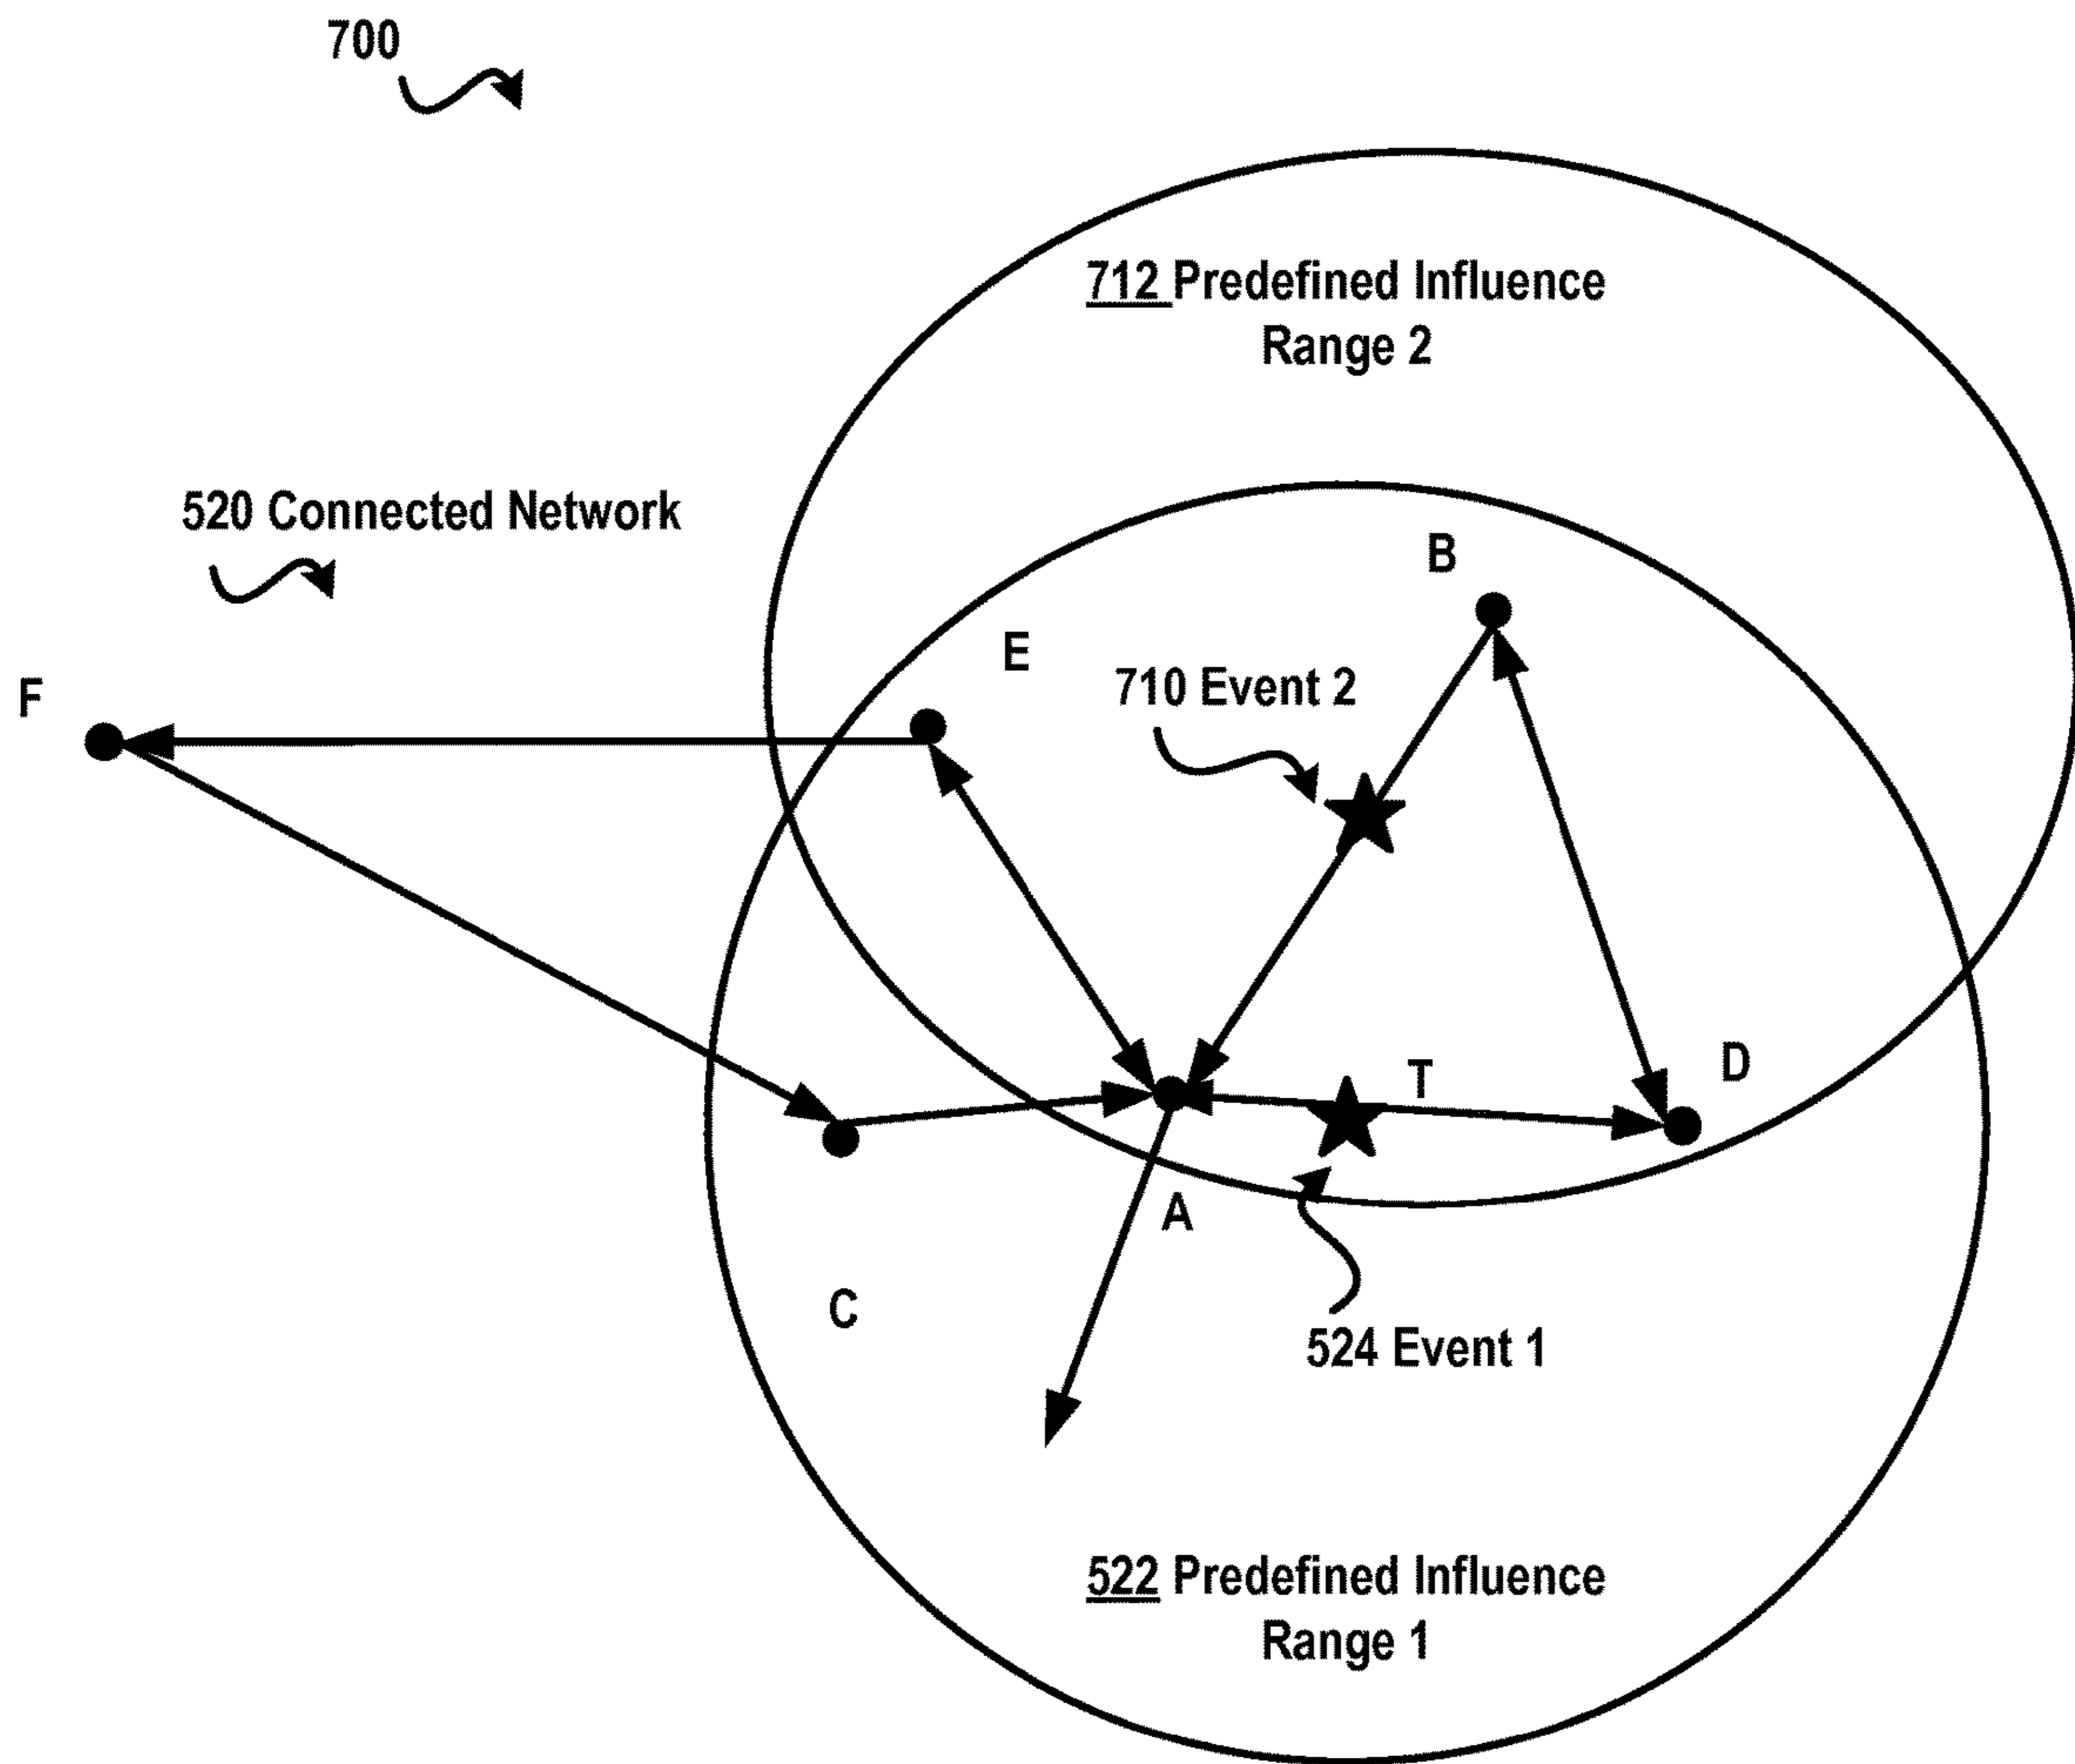 700
712 Predefined Influence
Range 2
520 Connected Network
B
E
710 Event 2
F
T
D
A
C
524 Event 1
522 Predefined Influence
Range 1